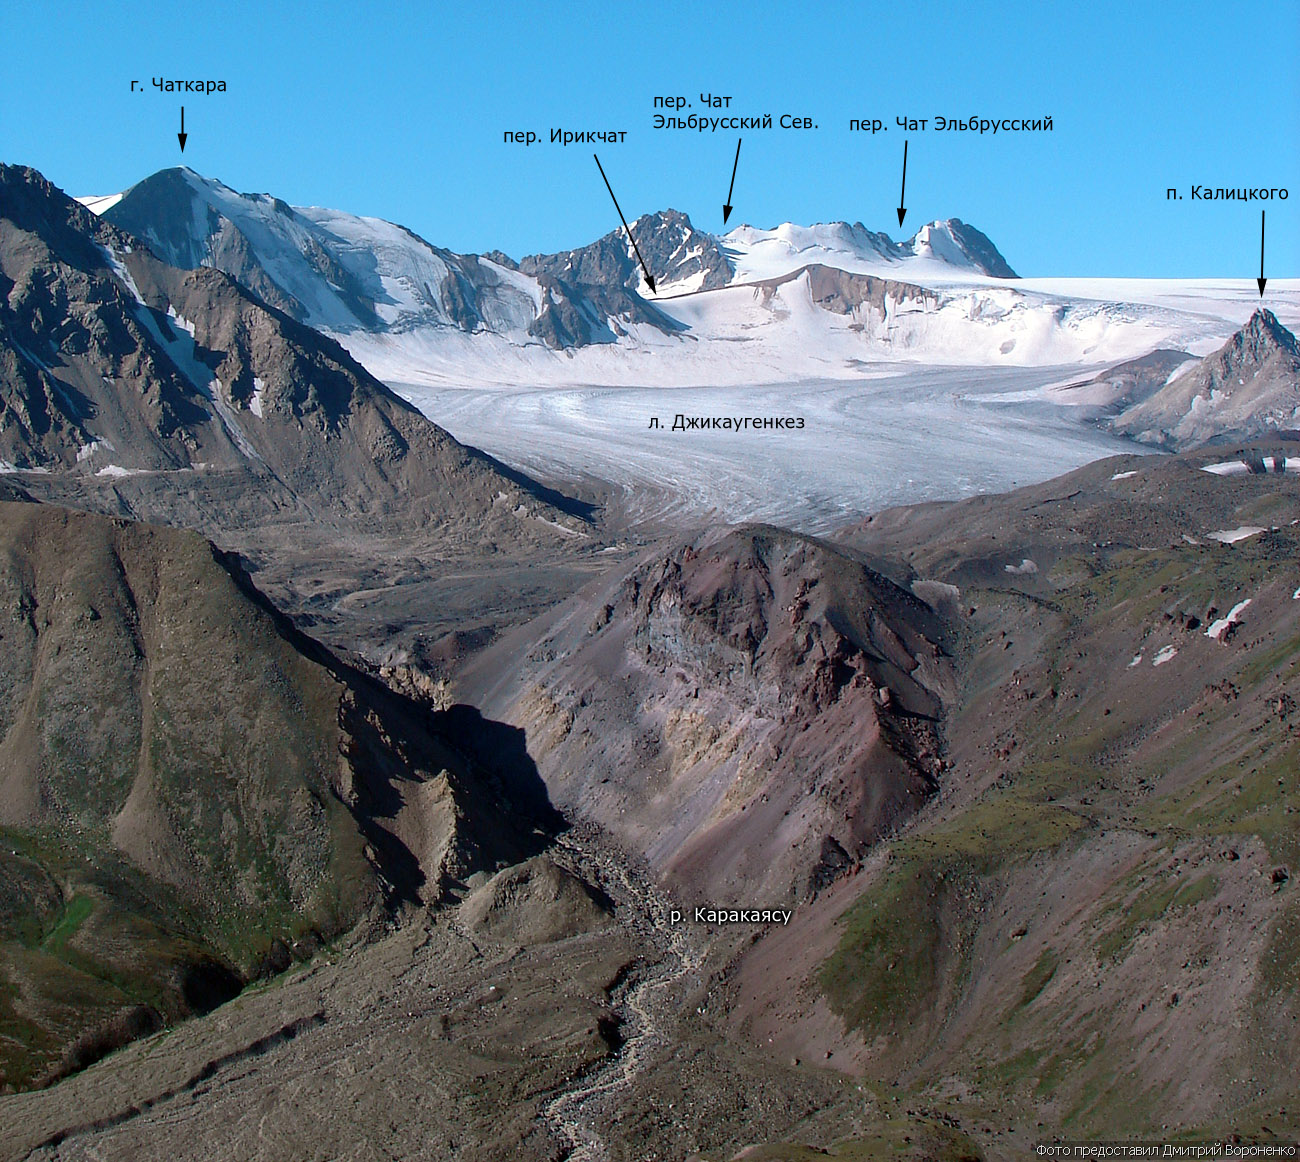 г. Чаткара
пер. Чат
Эльбрусский Сев.
пер. Ирикчат
пер. Чат Эльбрусский
п. Калицкого
л. Джикаугенкез
р. Каракаясу
Фото предоставил Дмитрий Вороненко